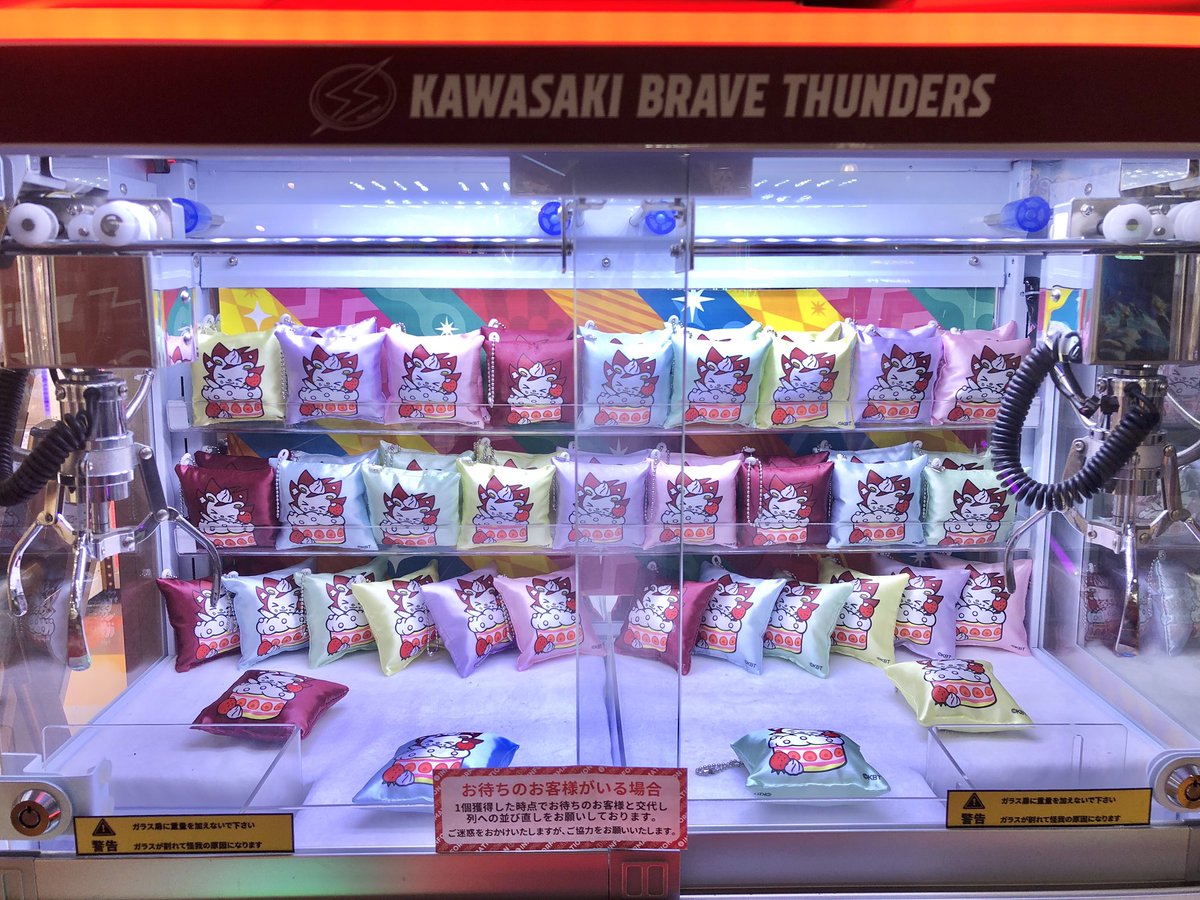 KAWASAKI BRAVE THUNDERS
©KBT
©KBT
©KBT
©KBT
お待ちのお客様がいる場合
1個獲得した時点でお待ちのお客様と交代し
列への並び直しをお願いしております。
ご迷惑をおかけいたしますが、ご協力をお願いいたします。
警告
ガラス扉に重量を加えないで下さい
ガラスが割れて怪我の原因になります
警告
ガラス扉に重量を加えないで下さい
ガラスが割れて怪我の原因になります